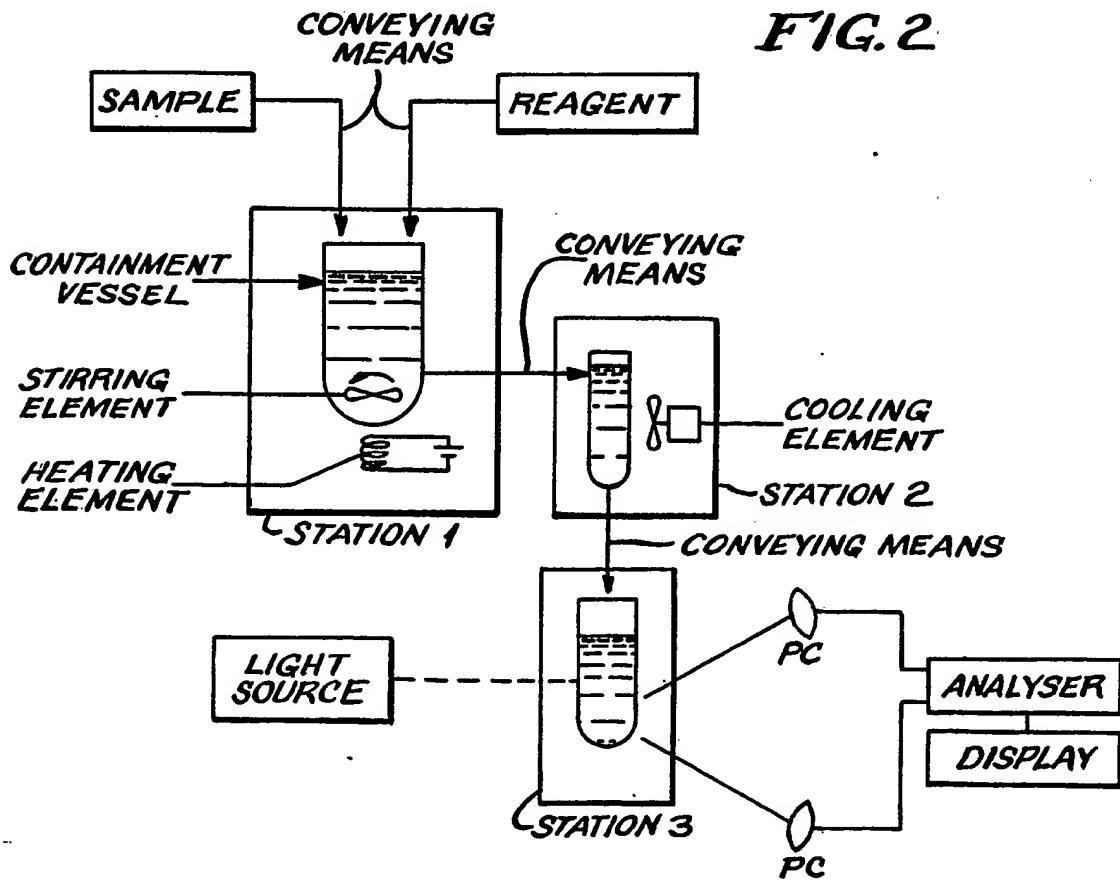 FIG. 2
CONVEYING
MEANS
SAMPLE
REAGENT
CONTAINMENT
VESSEL
CONVEYING
MEANS
STIRRING
ELEMENT
COOLING
ELEMENT
HEATING
ELEMENT
STATION 2
STATION 1
CONVEYING MEANS
LIGHT
SOURCE
PC
ANALYSER
DISPLAY
STATION 3
PC